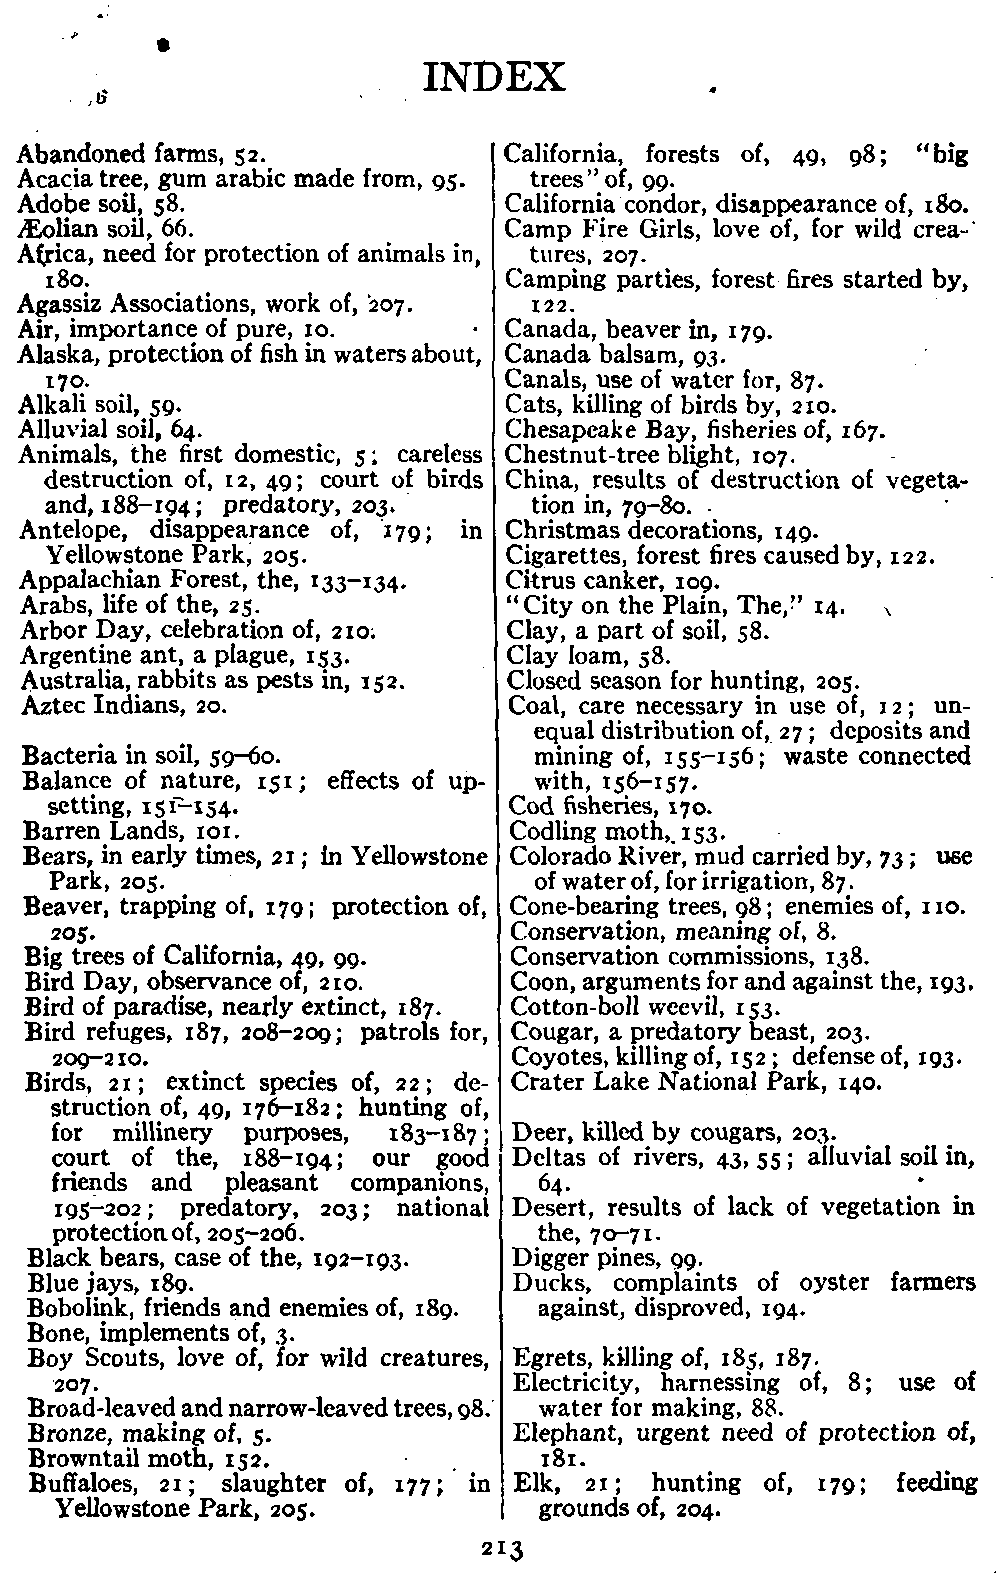 INDEX
Abandoned farms, 52.
Acacia tree, gum arabic made from, 95.
Adobe soil, 58.
Æolian soil, 66.
Africa, need for protection of animals in,
180.
Agassiz Associations, work of, 207.
Air, importance of pure, 10.
Alaska, protection of fish in waters about,
170.
Alkali soil, 59.
Alluvial soil, 64.
Animals, the first domestic, 5; careless
destruction of, 12, 49; court of birds
and, 188–194; predatory, 203.
Antelope, disappearance of, 179; in
Yellowstone Park, 205.
Appalachian Forest, the, 133–134.
Arabs, life of the, 25.
Arbor Day, celebration of, 210.
Argentine ant, a plague, 153.
Australia, rabbits as pests in, 152.
Aztec Indians, 20.
Bacteria in soil, 59–60.
Balance of nature, 151; effects of up-
setting, 151–154.
Barren Lands, 101.
Bears, in early times, 21; in Yellowstone
Park, 205.
Beaver, trapping of, 179; protection of,
205.
Big trees of California, 49, 99.
Bird Day, observance of, 210.
Bird of paradise, nearly extinct, 187.
Bird refuges, 187, 208–209; patrols for,
209–210.
Birds, 21; extinct species of, 22; de-
struction of, 49, 176–182; hunting of,
for millinery purposes, 183–187;
court of the, 188–194; our good
friends and pleasant companions,
195–202; predatory, 203; national
protection of, 205–206.
Black bears, case of the, 192–193.
Blue jays, 189.
Bobolink, friends and enemies of, 189.
Bone, implements of, 3.
Boy Scouts, love of, for wild creatures,
207.
Broad-leaved and narrow-leaved trees, 98.
Bronze, making of, 5.
Browntail moth, 152.
Buffaloes, 21; slaughter of, 177; in
Yellowstone Park, 205.
California, forests of, 49, 98; "big
trees" of, 99.
California condor, disappearance of, 180.
Camp Fire Girls, love of, for wild crea-
tures, 207.
Camping parties, forest fires started by,
122.
Canada, beaver in, 179.
Canada balsam, 93.
Canals, use of water for, 87.
Cats, killing of birds by, 210.
Chesapeake Bay, fisheries of, 167.
Chestnut-tree blight, 107.
China, results of destruction of vegeta-
tion in, 79–80.
Christmas decorations, 149.
Cigarettes, forest fires caused by, 122.
Citrus canker, 109.
"City on the Plain, The," 14.
Clay, a part of soil, 58.
Clay loam, 58.
Closed season for hunting, 205.
Coal, care necessary in use of, 12; un-
equal distribution of, 27; deposits and
mining of, 155–156; waste connected
with, 156–157.
Cod fisheries, 170.
Codling moth, 153.
Colorado River, mud carried by, 73; use
of water of, for irrigation, 87.
Cone-bearing trees, 98; enemies of, 110.
Conservation, meaning of, 8.
Conservation commissions, 138.
Coon, arguments for and against the, 193.
Cotton-boll weevil, 153.
Cougar, a predatory beast, 203.
Coyotes, killing of, 152; defense of, 193.
Crater Lake National Park, 140.
Deer, killed by cougars, 203.
Deltas of rivers, 43, 55; alluvial soil in,
64.
Desert, results of lack of vegetation in
the, 70–71.
Digger pines, 99.
Ducks, complaints of oyster farmers
against, disproved, 194.
Egrets, killing of, 185, 187.
Electricity, harnessing of, 8; use of
water for making, 88.
Elephant, urgent need of protection of,
181.
Elk, 21; hunting of, 179; feeding
grounds of, 204.
213